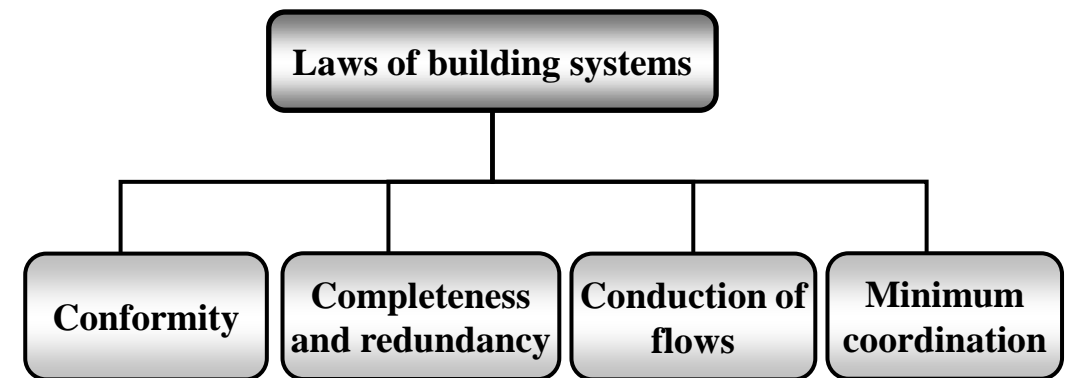 Laws of building systems
Conformity
Completeness
and redundancy
Conduction of
flows
Minimum
coordination